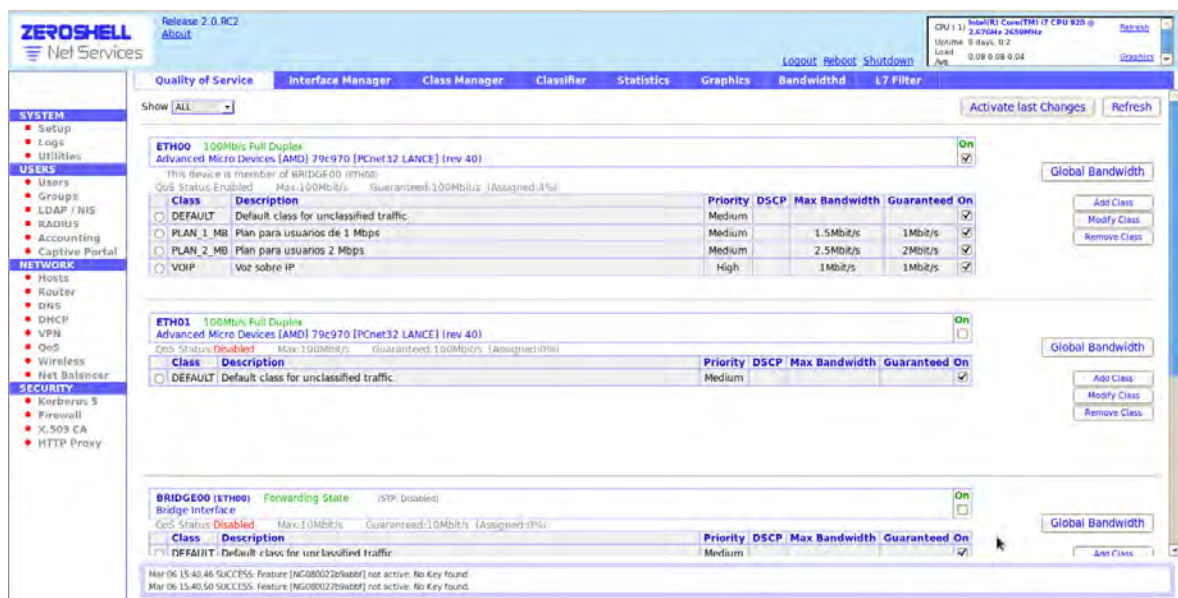 ZEROSHELL
Net Services
Release 2.0.RC2
About
Logout Reboot Shutdown
CPU ( 1) Intel(R) Core(TM) i7 CPU 920 @ 2.67GHz 2659MHz
Refresh
Uptime 0 days, 0:2
Load Avg. 0.08 0.08 0.04
Graphics
Quality of Service Interface Manager Class Manager Classifier Statistics Graphics Bandwidthd L7 Filter
SYSTEM
Setup
Logs
Utilities
USERS
Users
Groups
LDAP / NIS
RADIUS
Accounting
Captive Portal
NETWORK
Hosts
Router
DNS
DHCP
VPN
QoS
Wireless
Net Balancer
SECURITY
Kerberos 5
Firewall
X.509 CA
HTTP Proxy
Show ALL
Activate last Changes Refresh
ETH00 100Mb/s Full Duplex On
Advanced Micro Devices [AMD] 79c970 [PCnet32 LANCE] (rev 40)
This device is member of BRIDGE00 (ETH00)
QoS Status:Enabled Max:100Mbit/s Guaranteed:100Mbit/s (Assigned:4%)
Class Description Priority DSCP Max Bandwidth Guaranteed On
DEFAULT Default class for unclassified traffic Medium
PLAN_1_MB Plan para usuarios de 1 Mbps Medium 1.5Mbit/s 1Mbit/s
PLAN_2_MB Plan para usuarios 2 Mbps Medium 2.5Mbit/s 2Mbit/s
VOIP Voz sobre IP High 1Mbit/s 1Mbit/s
Global Bandwidth
Add Class
Modify Class
Remove Class
ETH01 100Mb/s Full Duplex On
Advanced Micro Devices [AMD] 79c970 [PCnet32 LANCE] (rev 40)
QoS Status:Disabled Max:100Mbit/s Guaranteed:100Mbit/s (Assigned:0%)
Class Description Priority DSCP Max Bandwidth Guaranteed On
DEFAULT Default class for unclassified traffic Medium
Global Bandwidth
Add Class
Modify Class
Remove Class
BRIDGE00 (ETH00) Forwarding State (STP: Disabled) On
Bridge Interface
QoS Status:Disabled Max:10Mbit/s Guaranteed:10Mbit/s (Assigned:0%)
Class Description Priority DSCP Max Bandwidth Guaranteed On
DEFAULT Default class for unclassified traffic Medium
Global Bandwidth
Add Class
Mar 06 15:40:46 SUCCESS: Feature [NG080027b9abbf] not active. No Key found.
Mar 06 15:40:50 SUCCESS: Feature [NG080027b9abbf] not active. No Key found.